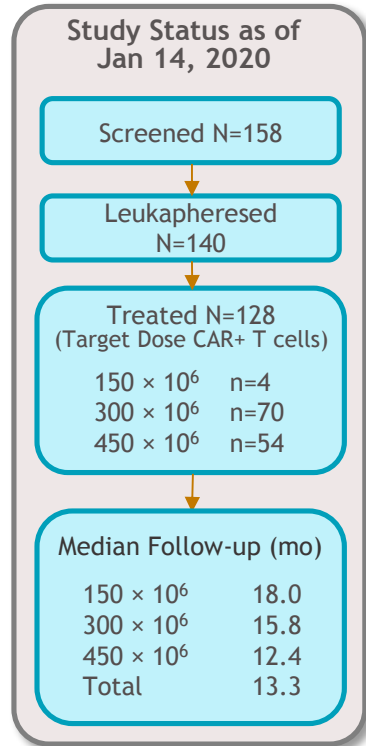 Study Status as of
Jan 14, 2020
Screened N=158
Leukapheresed
N=140
Treated N=128
(Target Dose CAR+ T cells)
150 × 10⁶ n=4
300 × 10⁶ n=70
450 × 10⁶ n=54
Median Follow-up (mo)
150 × 10⁶ 18.0
300 × 10⁶ 15.8
450 × 10⁶ 12.4
Total 13.3